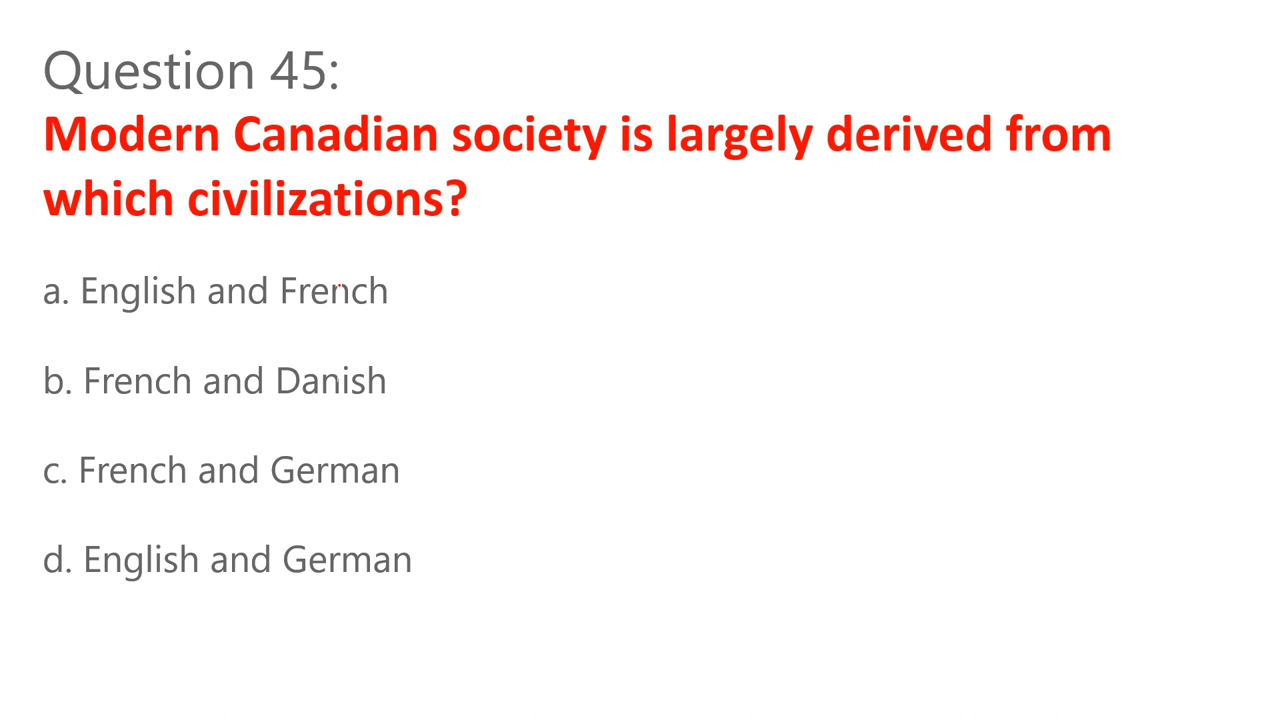 Question 45:
Modern Canadian society is largely derived from
which civilizations?
a. English and French
b. French and Danish
c. French and German
d. English and German